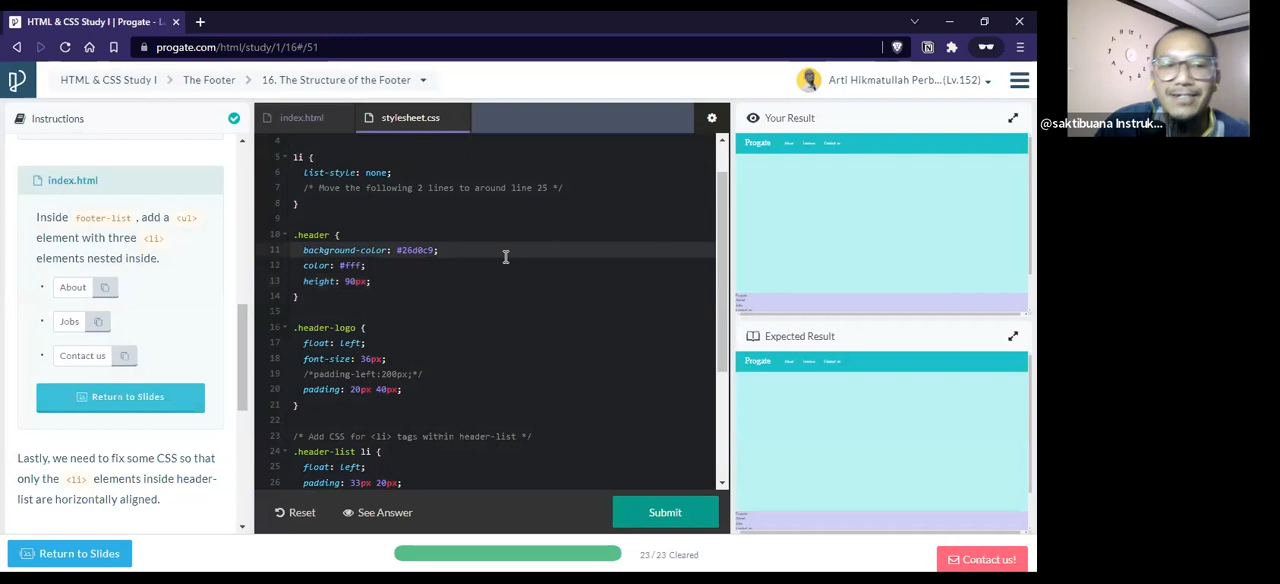 HTML & CSS Study I | Progate - L
progate.com/html/study/1/16#/51
HTML & CSS Study I
The Footer
16. The Structure of the Footer
Arti Hikmatullah Perb...(Lv.152)
@saktibuana Instruk...
Instructions
index.html
Inside footer-list , add a <ul>
element with three <li>
elements nested inside.
About
Jobs
Contact us
Return to Slides
Lastly, we need to fix some CSS so that
only the <li> elements inside header-
list are horizontally aligned.
index.html
stylesheet.css
4
5 li {
6 list-style: none;
7 /* Move the following 2 lines to around line 25 */
8 }
9
10 .header {
11 background-color: #26d0c9;
12 color: #fff;
13 height: 90px;
14 }
15
16 .header-logo {
17 float: left;
18 font-size: 36px;
19 /*padding-left:200px;*/
20 padding: 20px 40px;
21 }
22
23 /* Add CSS for <li> tags within header-list */
24 .header-list li {
25 float: left;
26 padding: 33px 20px;
Reset
See Answer
Submit
Your Result
Progate
Expected Result
Progate
Return to Slides
23 / 23 Cleared
Contact us!